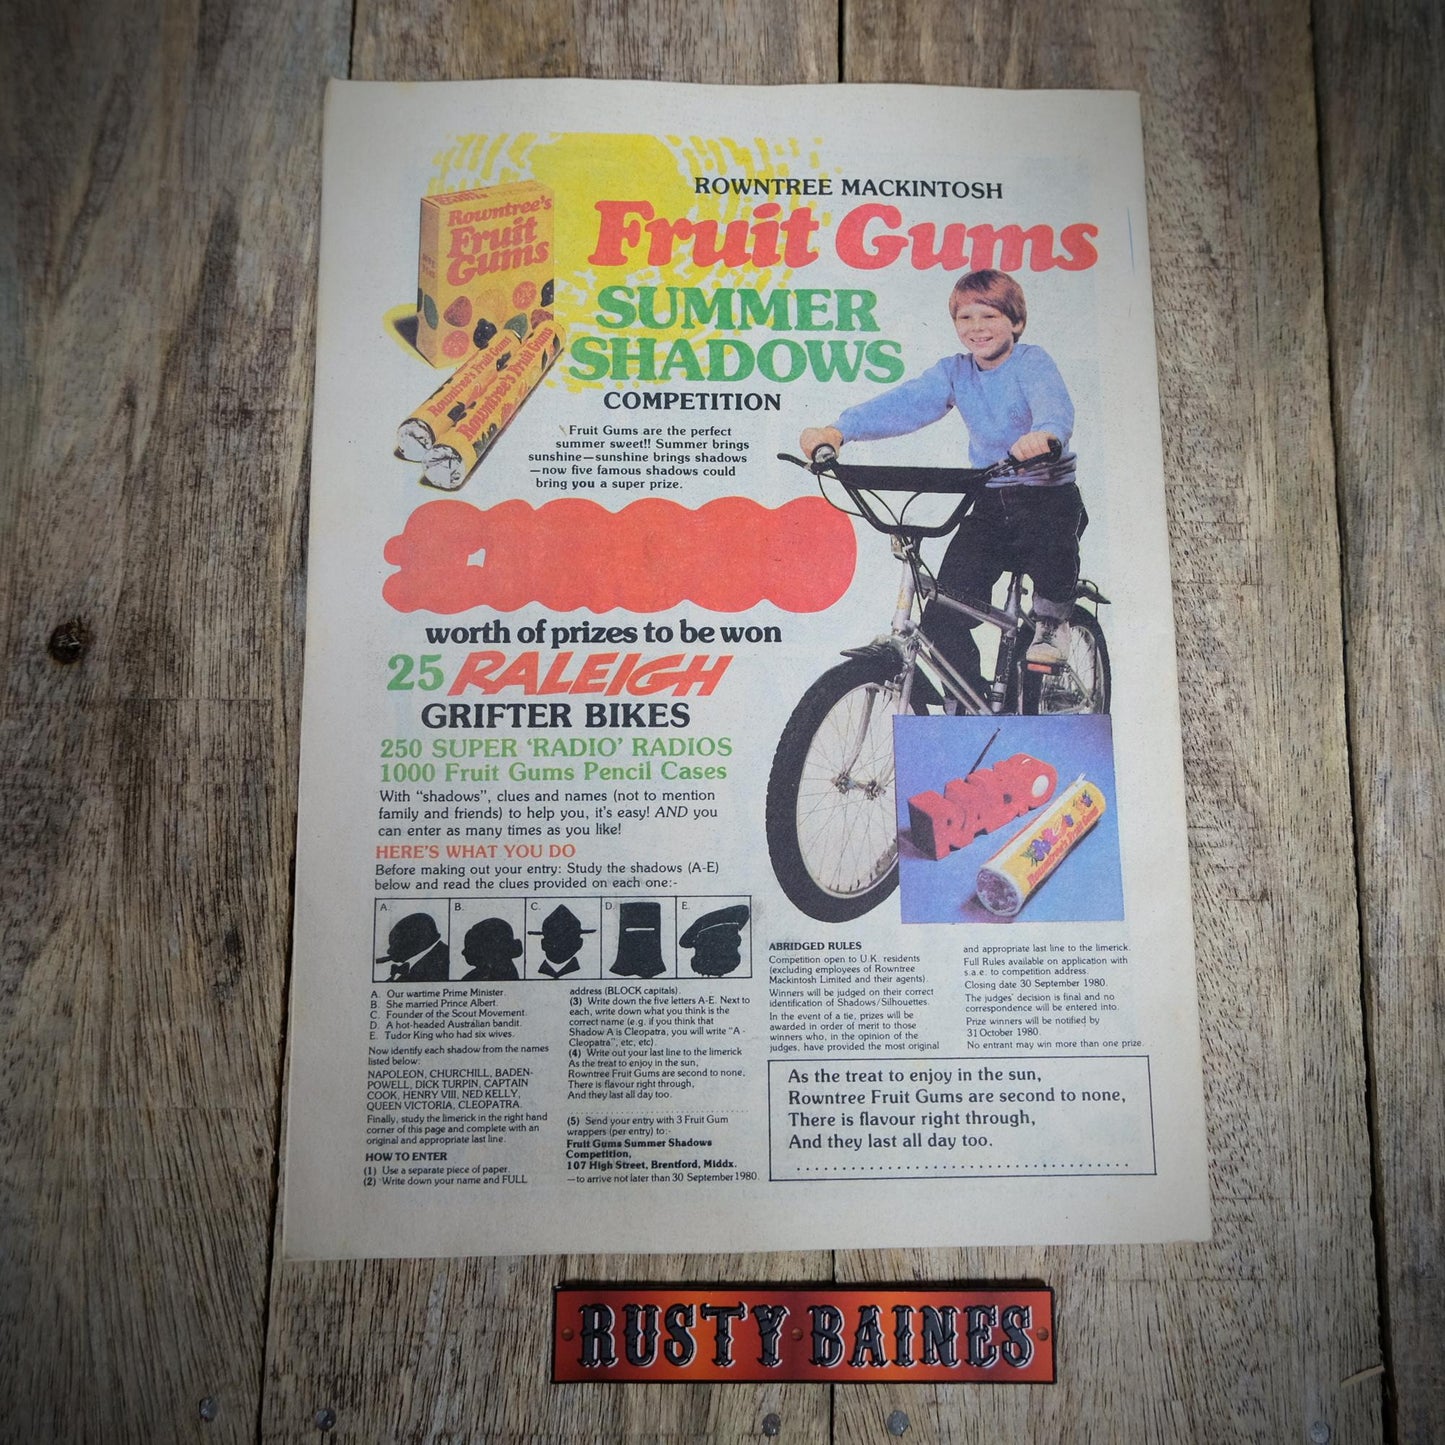 ROWNTREE MACKINTOSH
Fruit Gums
SUMMER
SHADOWS
COMPETITION
Rowntree's
Fruit
Gums
Rowntree's Fruit Gums
Rowntree's Fruit Gums
Fruit Gums are the perfect
summer sweet!! Summer brings
sunshine—sunshine brings shadows
—now five famous shadows could
bring you a super prize.
worth of prizes to be won
25 RALEIGH
GRIFTER BIKES
250 SUPER 'RADIO' RADIOS
1000 Fruit Gums Pencil Cases
With "shadows", clues and names (not to mention
family and friends) to help you, it's easy! AND you
can enter as many times as you like!
HERE'S WHAT YOU DO
Before making out your entry: Study the shadows (A-E)
below and read the clues provided on each one:-
A. B. C. D. E.
A. Our wartime Prime Minister.
B. She married Prince Albert.
C. Founder of the Scout Movement.
D. A hot-headed Australian bandit.
E. Tudor King who had six wives.
Now identify each shadow from the names
listed below:
NAPOLEON, CHURCHILL, BADEN-
POWELL, DICK TURPIN, CAPTAIN
COOK, HENRY VIII, NED KELLY,
QUEEN VICTORIA, CLEOPATRA.
Finally, study the limerick in the right hand
corner of this page and complete with an
original and appropriate last line.
HOW TO ENTER
(1) Use a separate piece of paper.
(2) Write down your name and FULL
address (BLOCK capitals).
(3) Write down the five letters A-E. Next to
each, write down what you think is the
correct name (e.g. if you think that
Shadow A is Cleopatra, you will write "A -
Cleopatra", etc, etc).
(4) Write out your last line to the limerick
As the treat to enjoy in the sun,
Rowntree Fruit Gums are second to none,
There is flavour right through,
And they last all day too.
(5) Send your entry with 3 Fruit Gum
wrappers (per entry) to:-
Fruit Gums Summer Shadows
Competition,
107 High Street, Brentford, Middx.
—to arrive not later than 30 September 1980.
RADIO
Rowntree's Fruit Gums
ABRIDGED RULES
Competition open to U.K. residents
(excluding employees of Rowntree
Mackintosh Limited and their agents).
Winners will be judged on their correct
identification of Shadows/Silhouettes.
In the event of a tie, prizes will be
awarded in order of merit to those
winners who, in the opinion of the
judges, have provided the most original
and appropriate last line to the limerick.
Full Rules available on application with
s.a.e. to competition address.
Closing date 30 September 1980.
The judges' decision is final and no
correspondence will be entered into.
Prize winners will be notified by
31 October 1980.
No entrant may win more than one prize.
As the treat to enjoy in the sun,
Rowntree Fruit Gums are second to none,
There is flavour right through,
And they last all day too.
RUSTY BAINES